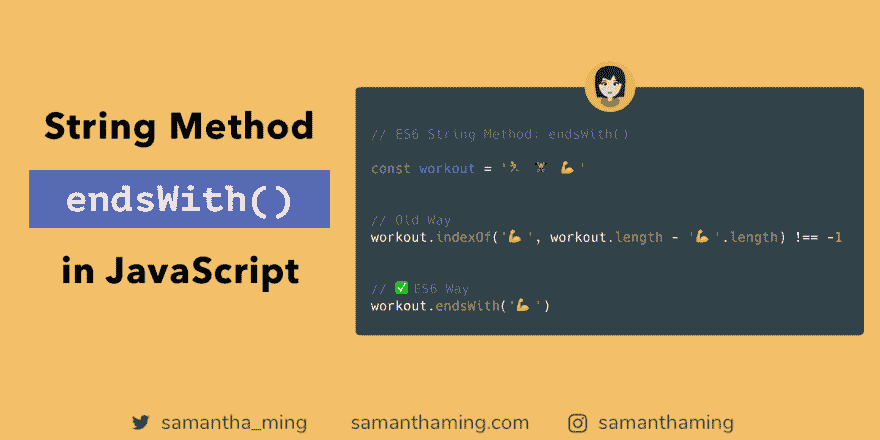 String Method
endsWith()
in JavaScript
// ES6 String Method: endsWith()
const workout = '🏃 🏋 💪 '
// Old Way
workout.indexOf('💪 ', workout.length - '💪 '.length) !== -1
// ✅ ES6 Way
workout.endsWith('💪 ')
samantha_ming
samanthaming.com
samanthaming